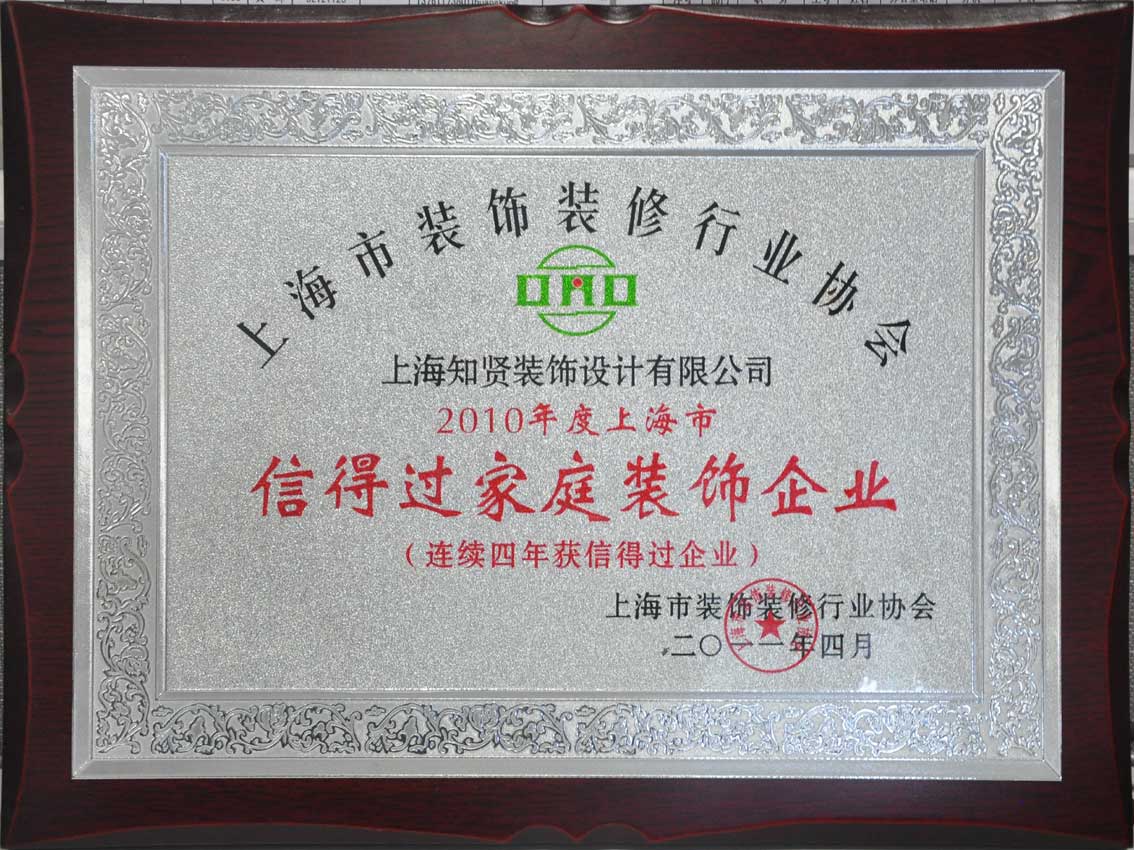 上海市装饰装修行业协会
上海知贤装饰设计有限公司
2010年度上海市
信得过家庭装饰企业
（连续四年获信得过企业）
上海市装饰装修行业协会
二〇一一年四月